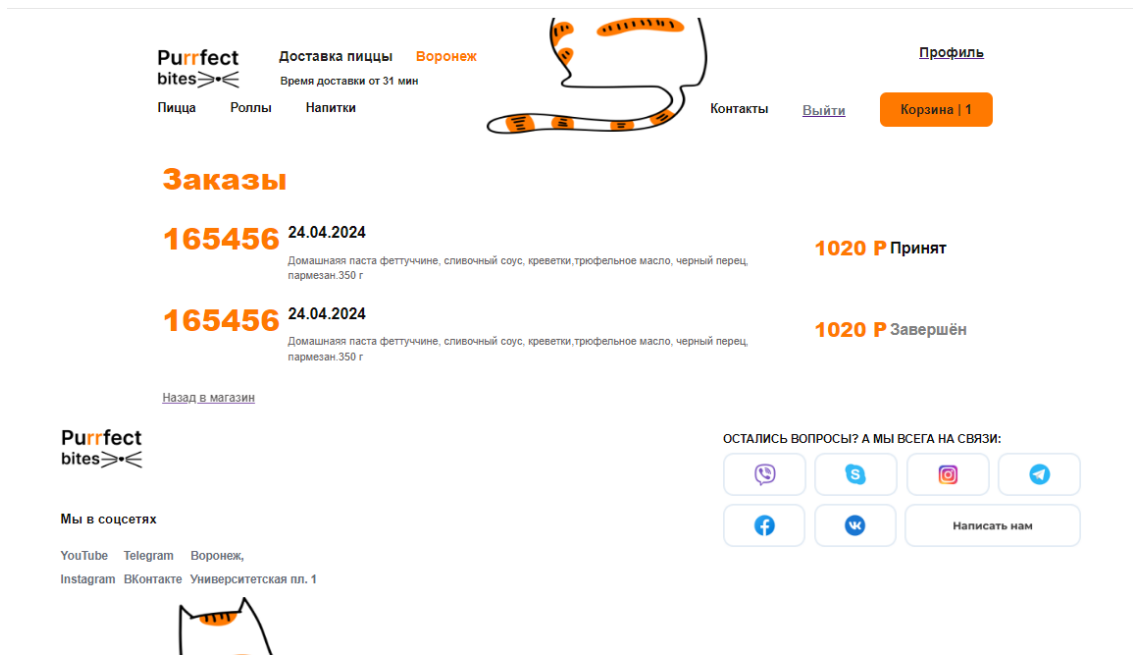 Purrfect
bites
Доставка пиццы Воронеж
Время доставки от 31 мин
Профиль
Пицца Роллы Напитки
Контакты Выйти Корзина | 1
Заказы
165456 24.04.2024
Домашняяя паста феттуччине, сливочный соус, креветки,трюфельное масло, черный перец,
пармезан.350 г
1020 Р Принят
165456 24.04.2024
Домашняяя паста феттуччине, сливочный соус, креветки,трюфельное масло, черный перец,
пармезан.350 г
1020 Р Завершён
Назад в магазин
Purrfect
bites
ОСТАЛИСЬ ВОПРОСЫ? А МЫ ВСЕГА НА СВЯЗИ:
Написать нам
Мы в соцсетях
YouTube Telegram Воронеж,
Instagram ВКонтакте Университетская пл. 1